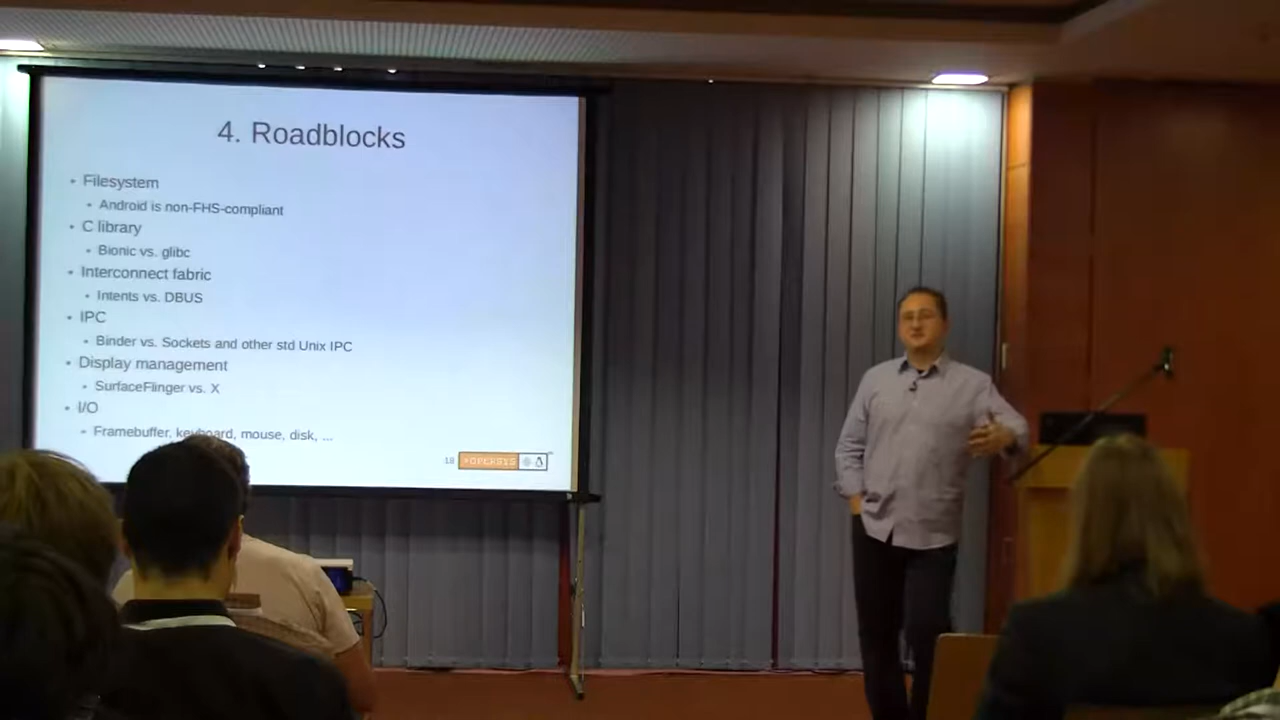 4. Roadblocks
• Filesystem
• Android is non-FHS-compliant
• C library
• Bionic vs. glibc
• Interconnect fabric
• Intents vs. DBUS
• IPC
• Binder vs. Sockets and other std Unix IPC
• Display management
• SurfaceFlinger vs. X
• I/O
• Framebuffer, keyboard, mouse, disk, ...
18 OPERSYS